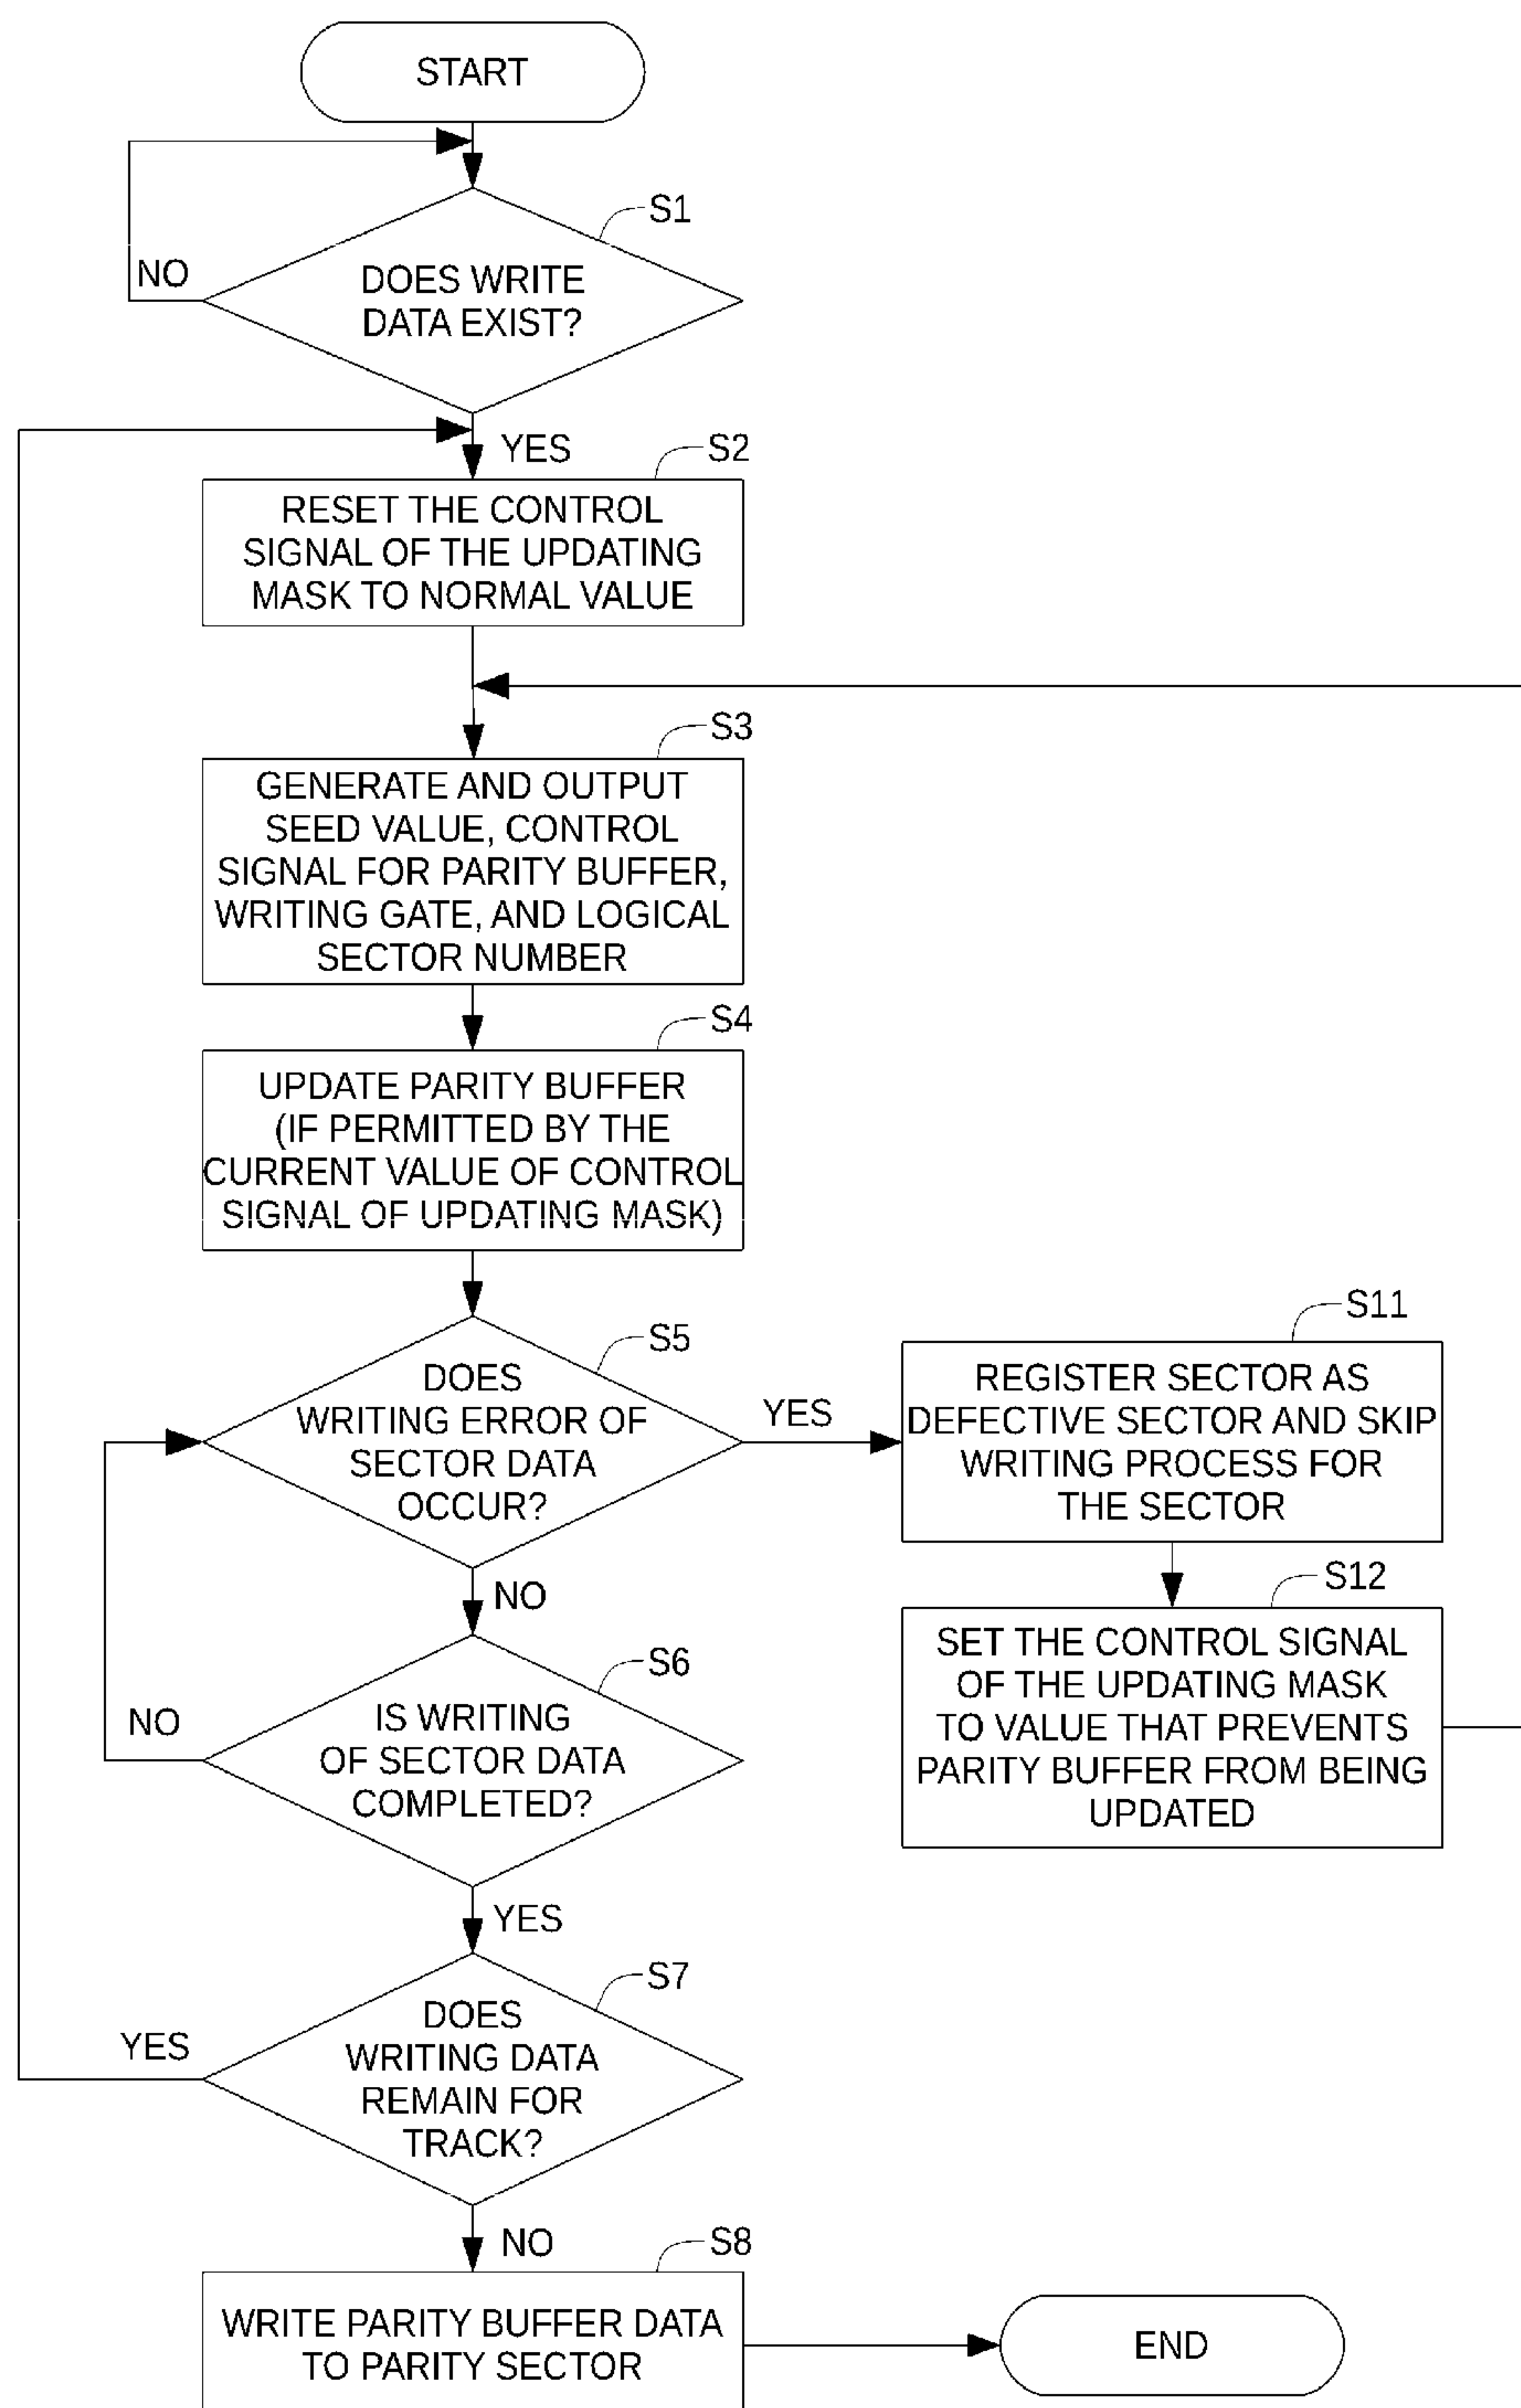 START
S1
NO
DOES WRITE
DATA EXIST?
YES
S2
RESET THE CONTROL
SIGNAL OF THE UPDATING
MASK TO NORMAL VALUE
S3
GENERATE AND OUTPUT
SEED VALUE, CONTROL
SIGNAL FOR PARITY BUFFER,
WRITING GATE, AND LOGICAL
SECTOR NUMBER
S4
UPDATE PARITY BUFFER
(IF PERMITTED BY THE
CURRENT VALUE OF CONTROL
SIGNAL OF UPDATING MASK)
S5
DOES
WRITING ERROR OF
SECTOR DATA
OCCUR?
YES
S11
REGISTER SECTOR AS
DEFECTIVE SECTOR AND SKIP
WRITING PROCESS FOR
THE SECTOR
S12
SET THE CONTROL SIGNAL
OF THE UPDATING MASK
TO VALUE THAT PREVENTS
PARITY BUFFER FROM BEING
UPDATED
NO
S6
NO
IS WRITING
OF SECTOR DATA
COMPLETED?
YES
S7
YES
DOES
WRITING DATA
REMAIN FOR
TRACK?
NO
S8
WRITE PARITY BUFFER DATA
TO PARITY SECTOR
END